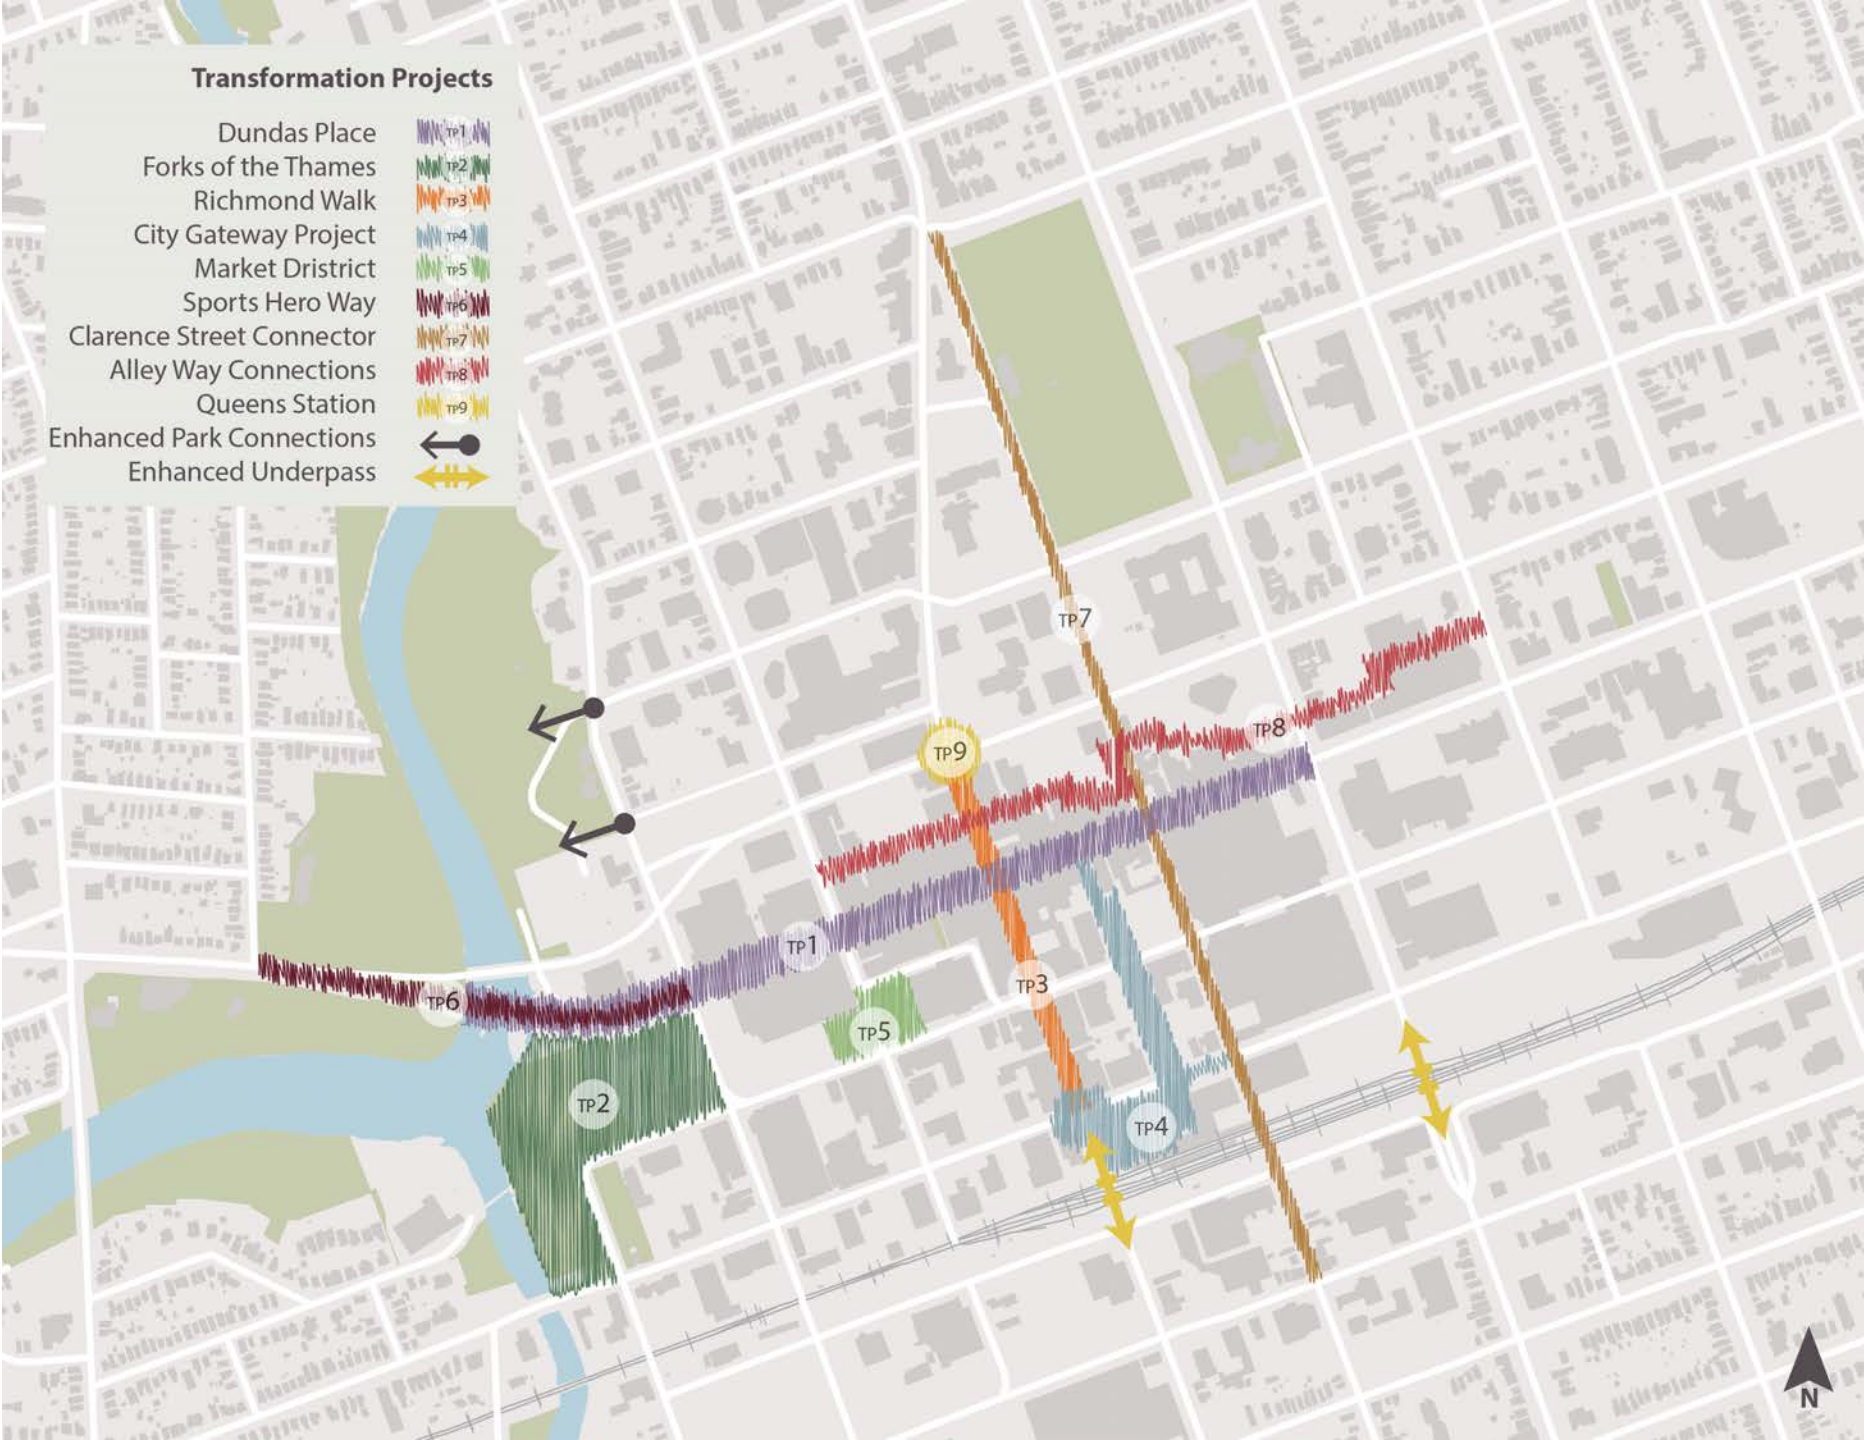 Transformation Projects
Dundas Place TP1
Forks of the Thames TP2
Richmond Walk TP3
City Gateway Project TP4
Market Dristrict TP5
Sports Hero Way TP6
Clarence Street Connector TP7
Alley Way Connections TP8
Queens Station TP9
Enhanced Park Connections
Enhanced Underpass
TP7
TP8
TP9
TP1
TP3
TP6
TP5
TP2
TP4
N